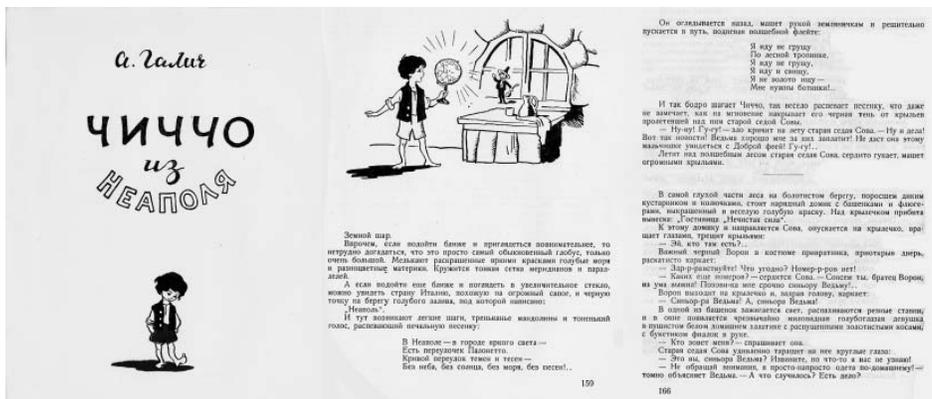 А. Галич
ЧИЧЧО
из
НЕАПОЛЯ
Земной шар.
Впрочем, если подойти ближе и приглядеться повнимательнее, то
нетрудно догадаться, что это просто самый обыкновенный глобус, только
очень большой. Мелькают раскрашенные яркими красками голубые моря
и разноцветные материки. Кружится тонкая сетка меридианов и парал-
лелей.
А если подойти еще ближе и поглядеть в увеличительное стекло,
можно увидеть страну Италию, похожую на огромный сапог, и черную
точку на берегу голубого залива, под которой написано:
„Неаполь".
И тут возникают легкие шаги, треньканье мандолины и тоненький
голос, распевающий печальную песенку:
В Неаполе — в городе яркого света —
Есть переулочек Палонетто.
Кривой переулок темен и тесен —
Без неба, без солнца, без моря, без песен!..
159
Он оглядывается назад, машет рукой земляничкам и решительно
пускается в путь, подпевая волшебной флейте:
Я иду не грущу
По лесной тропинке,
Я иду не грущу,
Я иду и свищу,
Я не золото ищу —
Мне нужны ботинки!..
И так бодро шагает Чиччо, так весело распевает песенку, что даже
не замечает, как на мгновение накрывает его черная тень от крыльев
пролетевшей над ним старой седой Совы.
— Ну-ну! Гу-гу! — зло кричит на лету старая седая Сова. — Ну и дела!
Вот так новости! Ведьма хорошо мне за них заплатит! Не даст она этому
мальчишке увидеться с Доброй феей! Гу-гу!..
Летит над волшебным лесом старая седая Сова, сердито гукает, машет
огромными крыльями.
В самой глухой части леса на болотистом берегу, поросшем диким
кустарником и колючками, стоит нарядный домик с башенками и флюге-
рами, выкрашенный в веселую голубую краску. Над крылечком прибита
вывеска: „Гостиница „Нечистая сила".
К этому домику и направляется Сова, опускается на крылечко, вра-
щает глазами, трещит крыльями:
— Эй, кто там есть?..
Важный черный Ворон в костюме привратника, приоткрыв дверь,
раскатисто каркает:
— Здр-р-равствуйте! Что угодно? Номер-р-ров нет!
— Каких еще номеров? — сердится Сова. — Совсем ты, братец Ворон,
из ума выжил! Позови-ка мне срочно синьору Ведьму!..
Ворон выходит на крылечко и, задрав голову, каркает:
— Синьор-ра Ведьма! А, синьора Ведьма!
В одной из башенок зажигается свет, распахиваются резные ставни,
и в окне появляется чрезвычайно миловидная голубоглазая девушка
в пушистом белом домашнем халатике с распущенными золотистыми косами,
с букетиком фиалок в руке.
— Кто зовет меня? — спрашивает она.
Старая седая Сова удивленно таращит на нее круглые глаза:
— Это вы, синьора Ведьма? Извините, но что-то я вас не узнаю!
— Не обращай внимания, я просто-напросто одета по-домашнему! —
томно объясняет Ведьма. — А что случилось? Есть дело?
166